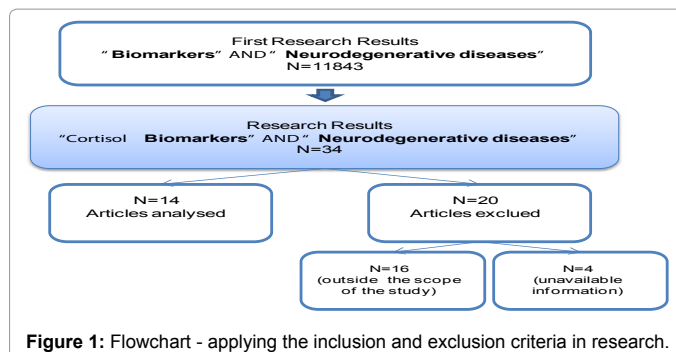 First Research Results
"Biomarkers" AND" Neurodegenerative diseases"
N=11843
Research Results
"Cortisol Biomarkers" AND" Neurodegenerative diseases"
N=34
N=14
Articles analysed
N=20
Articles exclued
N=16
(outside the scope
of the study)
N=4
(unavailable
information)
Figure 1: Flowchart - applying the inclusion and exclusion criteria in research.